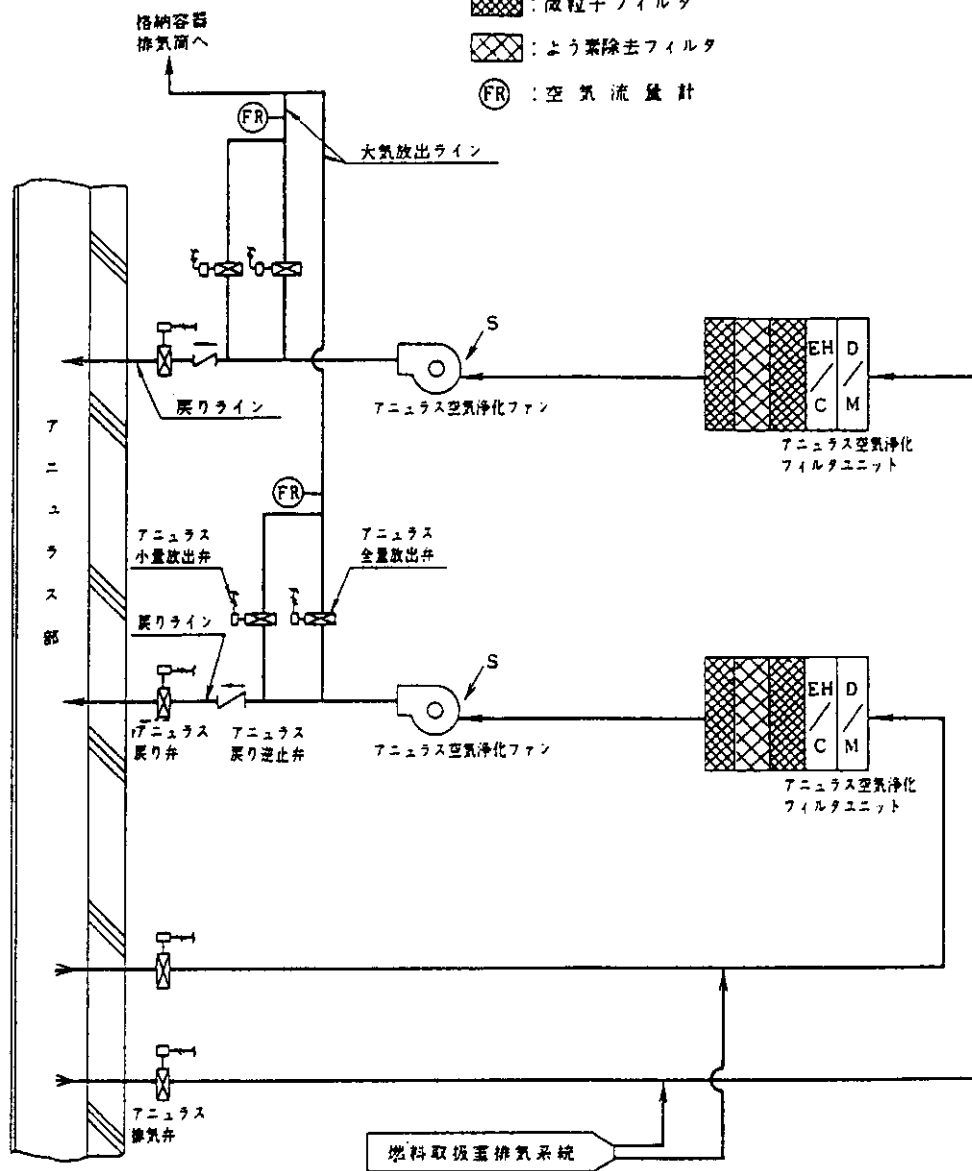 :微粒子フィルタ
:よう素除去フィルタ
FR :空気流量計
格納容器
排気筒へ
FR
大気放出ライン
S
アニュラス空気浄化ファン
戻りライン
EH/C
D/M
アニュラス空気浄化
フィルタユニット
アニュラス部
FR
アニュラス
小量放出弁
アニュラス
全量放出弁
戻りライン
S
アニュラス空気浄化ファン
アニュラス
戻り弁
アニュラス
戻り逆止弁
EH/C
D/M
アニュラス空気浄化
フィルタユニット
アニュラス
排気弁
燃料取扱室排気系統